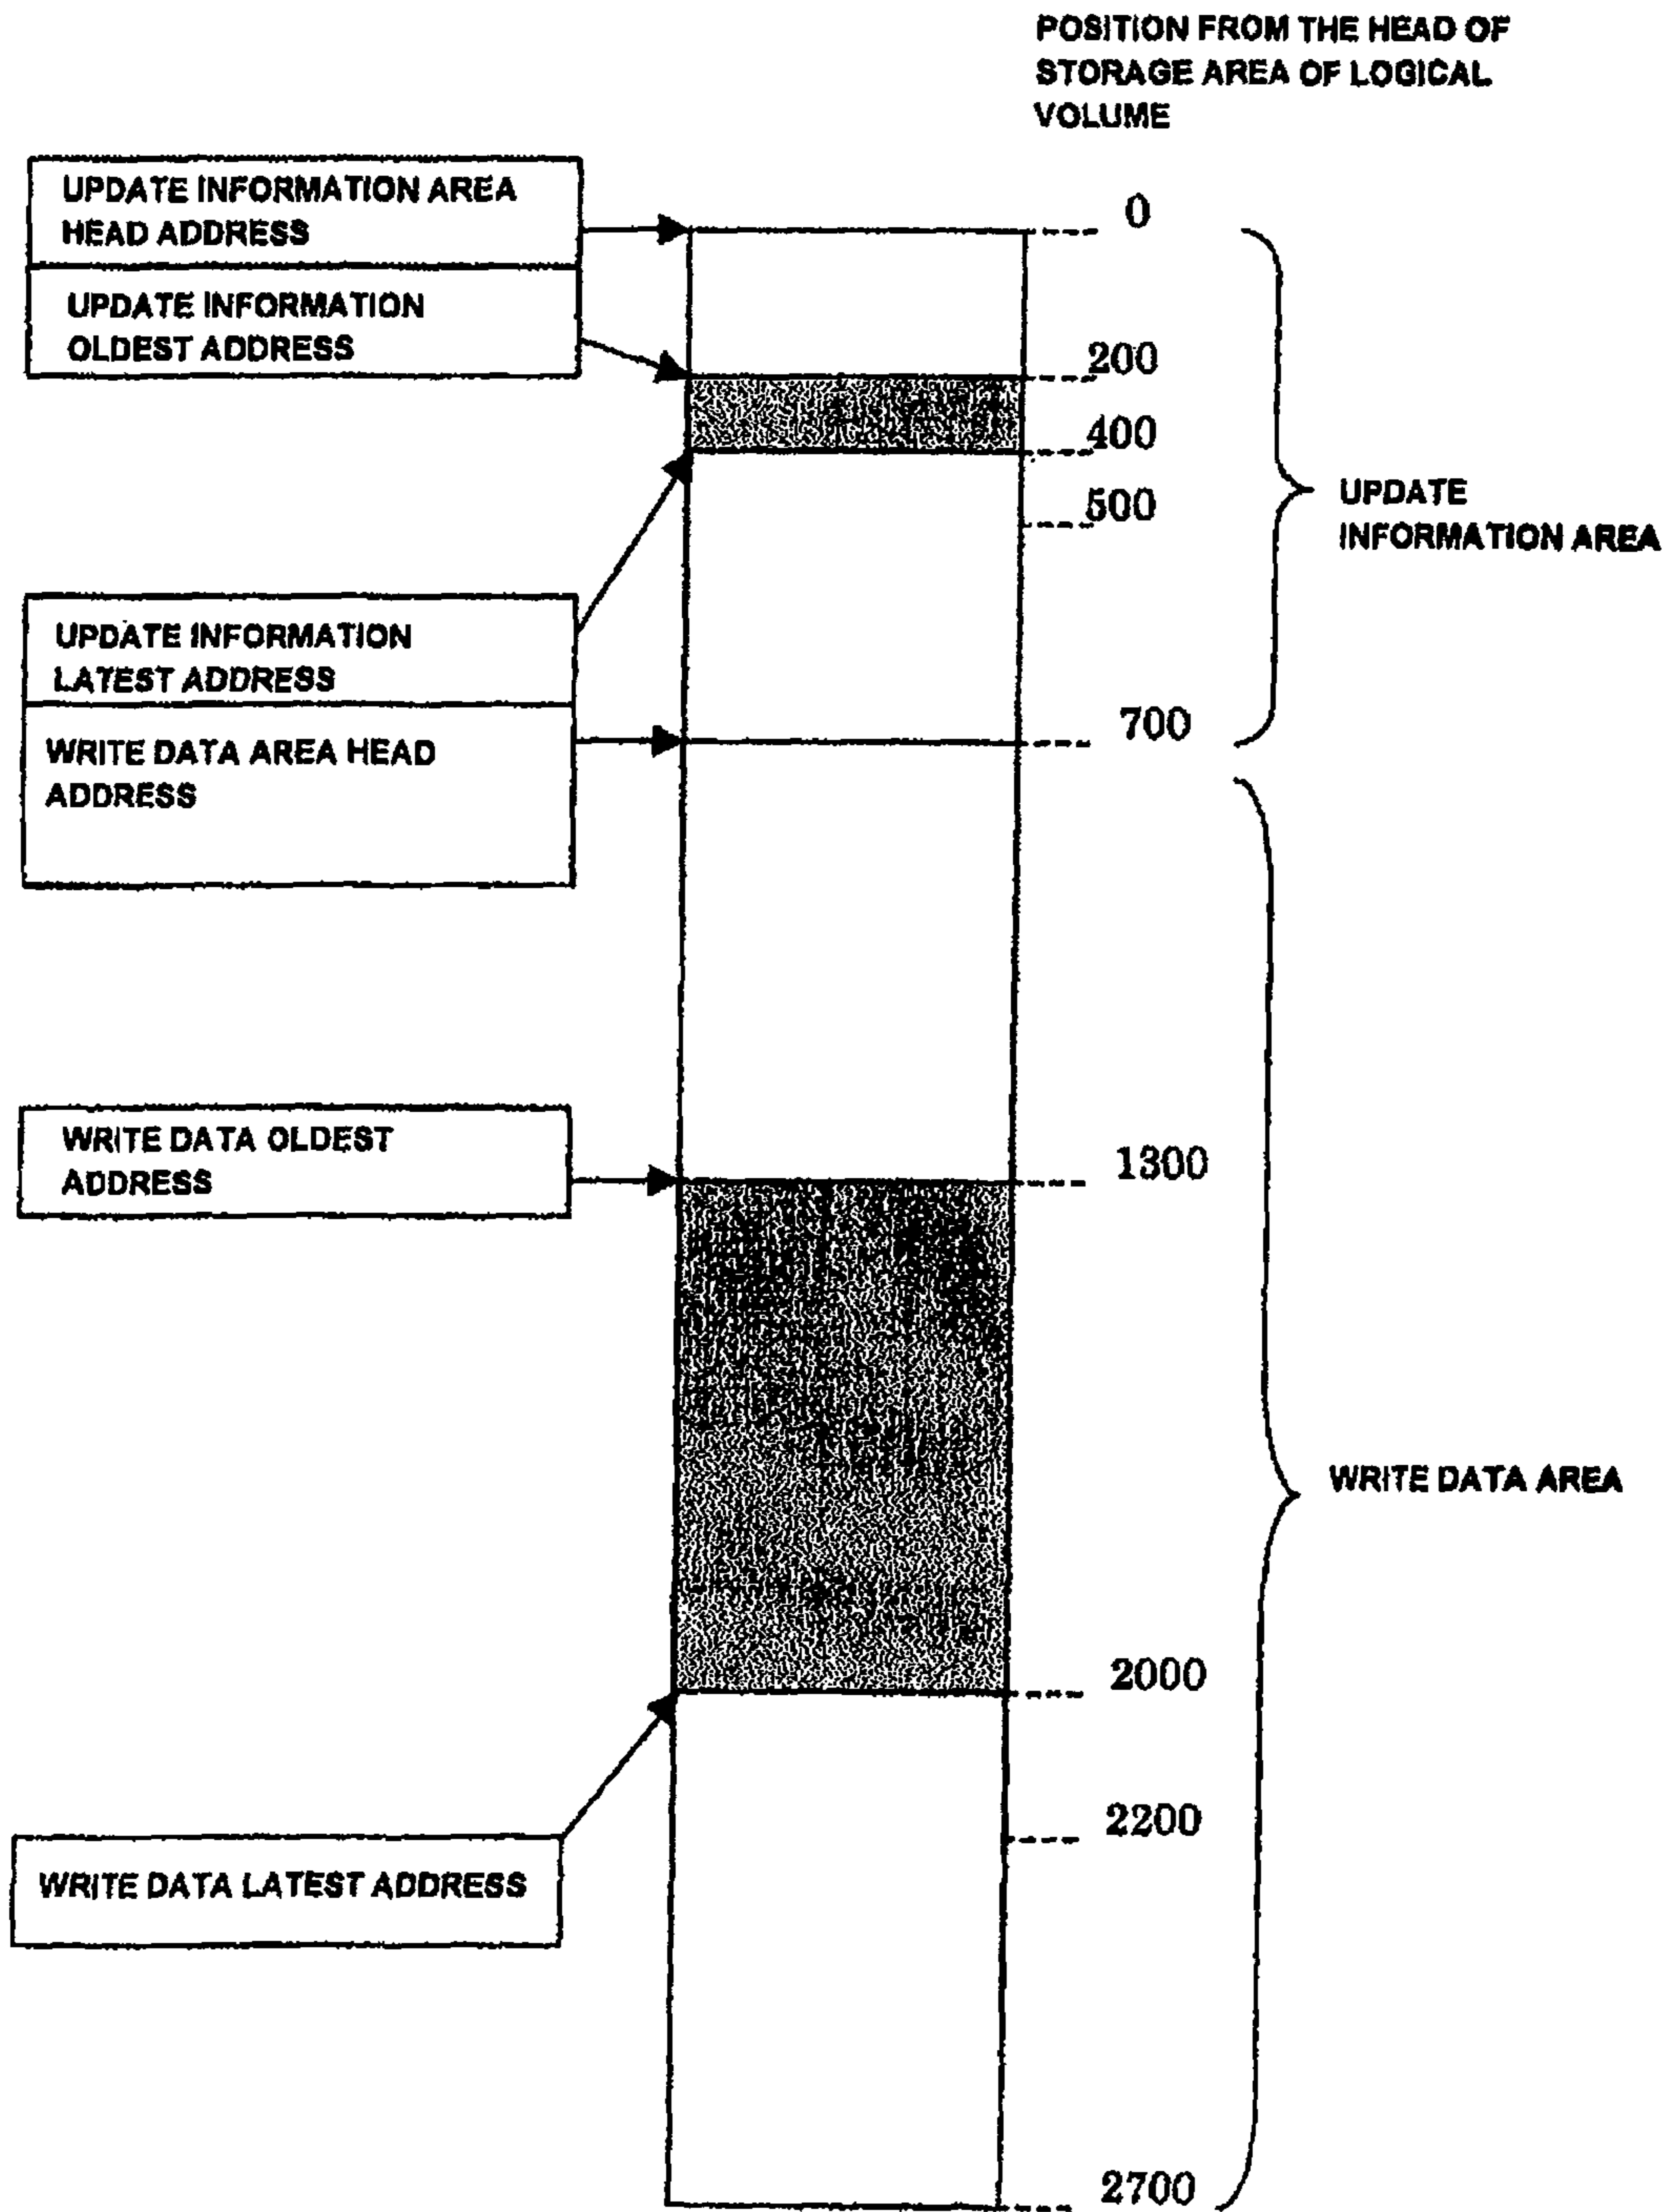 POSITION FROM THE HEAD OF
STORAGE AREA OF LOGICAL
VOLUME
UPDATE INFORMATION AREA
HEAD ADDRESS
0
UPDATE INFORMATION
OLDEST ADDRESS
200
400
500
UPDATE
INFORMATION AREA
UPDATE INFORMATION
LATEST ADDRESS
700
WRITE DATA AREA HEAD
ADDRESS
WRITE DATA OLDEST
ADDRESS
1300
WRITE DATA AREA
2000
2200
WRITE DATA LATEST ADDRESS
2700